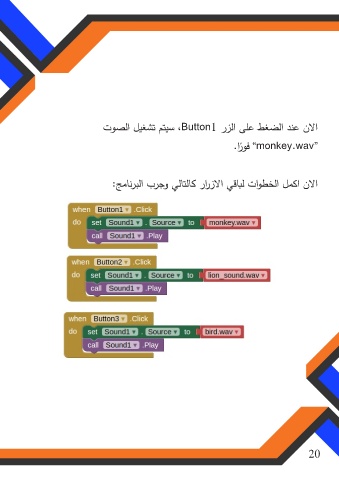 الان عند الضغط على الزر Button1، سيتم تشغيل الصوت
"monkey.wav" فورًا.
الان اكمل الخطوات لباقي الازرار كالتالي وجرب البرنامج:
when Button1 .Click
do set Sound1 . Source to monkey.wav
call Sound1 .Play
when Button2 .Click
do set Sound1 . Source to lion_sound.wav
call Sound1 .Play
when Button3 .Click
do set Sound1 . Source to bird.wav
call Sound1 .Play
20